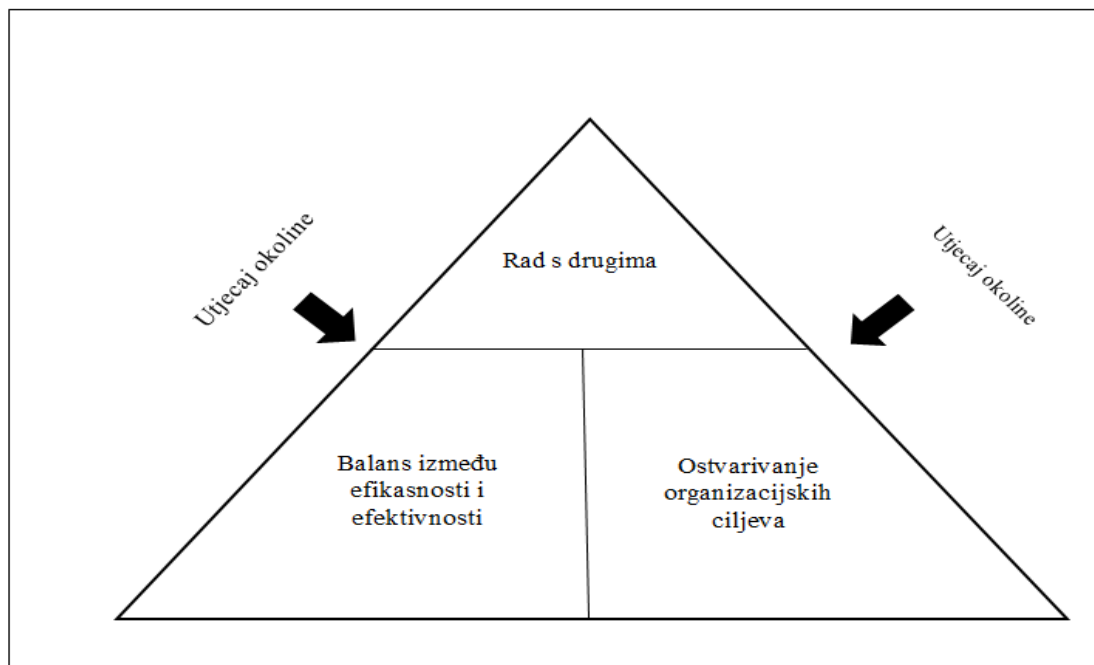 Rad s drugima
Utjecaj okoline
Utjecaj okoline
Balans između
efikasnosti i
efektivnosti
Ostvarivanje
organizacijskih
ciljeva